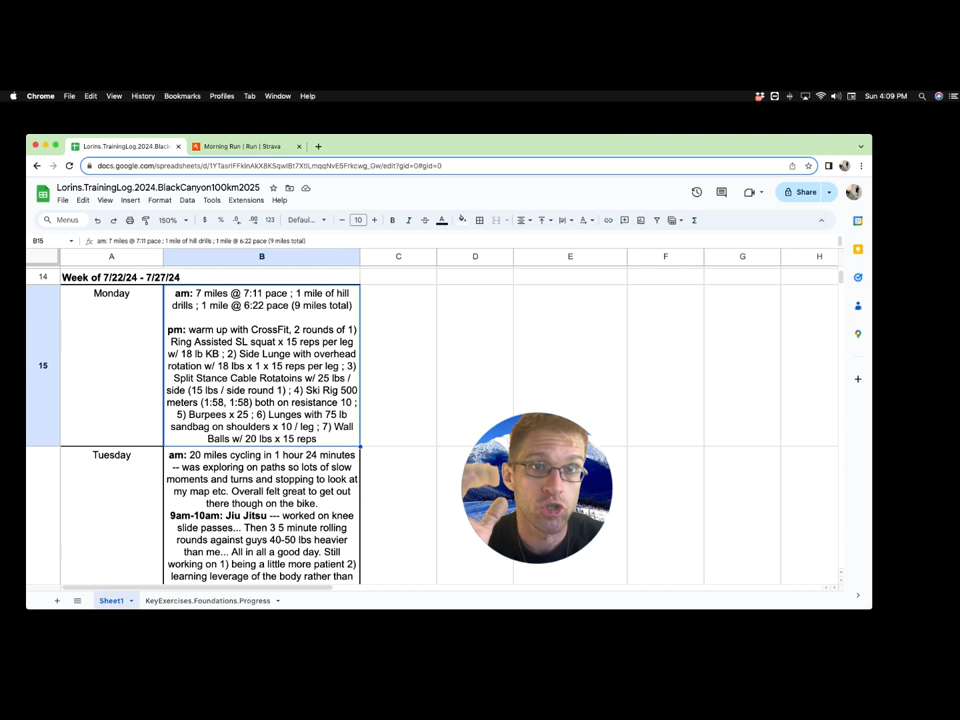 Chrome File Edit View History Bookmarks Profiles Tab Window Help Sun 4:09 PM
Lorins.TrainingLog.2024.Black Morning Run | Run | Strava
Lorins.TrainingLog.2024.BlackCanyon100km2025
File Edit View Insert Format Data Tools Extensions Help
Share
Menus 150% $ % .0 .00 123 Defaul... 10 B I A
B15 fx am: 7 miles @ 7:11 pace ; 1 mile of hill drills ; 1 mile @ 6:22 pace (9 miles total)
A B C D E F G H
14 Week of 7/22/24 - 7/27/24
15
Monday
am: 7 miles @ 7:11 pace ; 1 mile of hill
drills ; 1 mile @ 6:22 pace (9 miles total)
pm: warm up with CrossFit, 2 rounds of 1)
Ring Assisted SL squat x 15 reps per leg
w/ 18 lb KB ; 2) Side Lunge with overhead
rotation w/ 18 lbs x 1 x 15 reps per leg ; 3)
Split Stance Cable Rotatoins w/ 25 lbs /
side (15 lbs / side round 1) ; 4) Ski Rig 500
meters (1:58, 1:58) both on resistance 10 ;
5) Burpees x 25 ; 6) Lunges with 75 lb
sandbag on shoulders x 10 / leg ; 7) Wall
Balls w/ 20 lbs x 15 reps
Tuesday
am: 20 miles cycling in 1 hour 24 minutes
-- was exploring on paths so lots of slow
moments and turns and stopping to look at
my map etc. Overall felt great to get out
there though on the bike.
9am-10am: Jiu Jitsu --- worked on knee
slide passes... Then 3 5 minute rolling
rounds against guys 40-50 lbs heavier
than me... All in all a good day. Still
working on 1) being a little more patient 2)
learning leverage of the body rather than
Sheet1 KeyExercises.Foundations.Progress